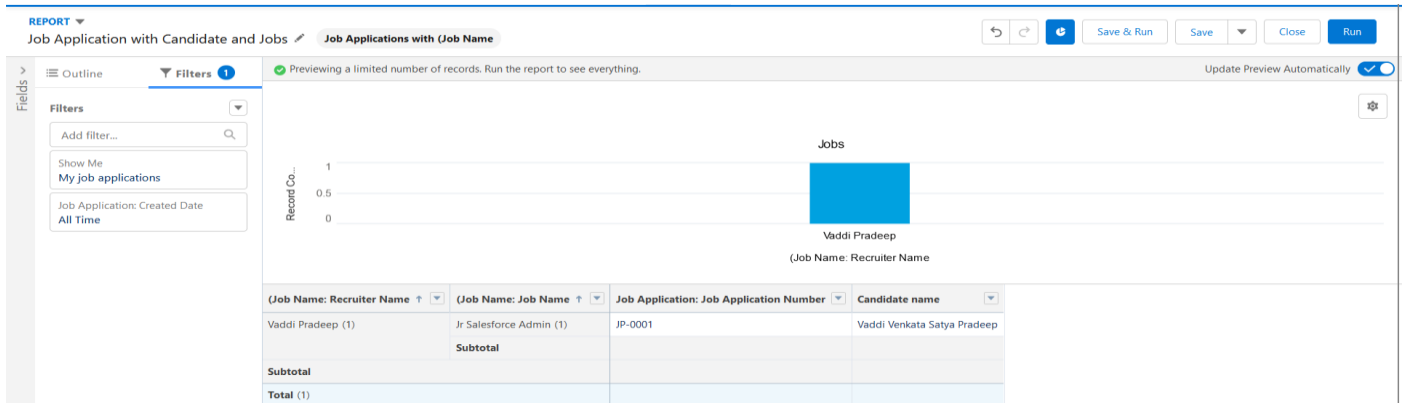 REPORT
Job Application with Candidate and Jobs
Job Applications with (Job Name
Save & Run
Save
Close
Run
Fields
Outline
Filters 1
Previewing a limited number of records. Run the report to see everything.
Update Preview Automatically
Filters
Add filter...
Show Me
My job applications
Job Application: Created Date
All Time
Jobs
Record Co...
1
0.5
0
Vaddi Pradeep
(Job Name: Recruiter Name
(Job Name: Recruiter Name ↑ (Job Name: Job Name ↑ Job Application: Job Application Number Candidate name
Vaddi Pradeep (1) Jr Salesforce Admin (1) JP-0001 Vaddi Venkata Satya Pradeep
Subtotal
Subtotal
Total (1)